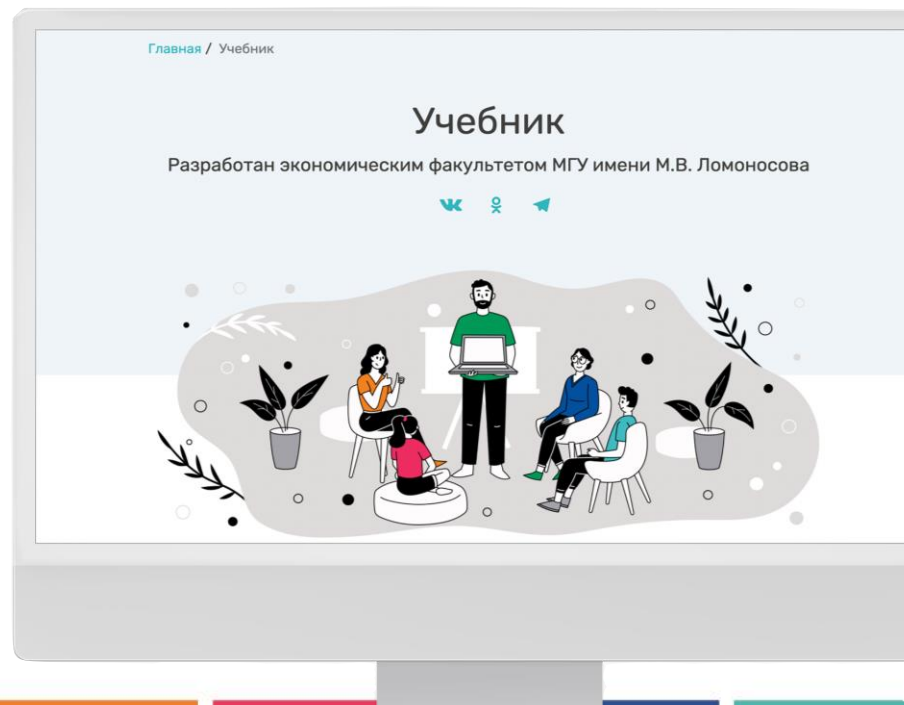 Главная / Учебник
Учебник
Разработан экономическим факультетом МГУ имени М.В. Ломоносова